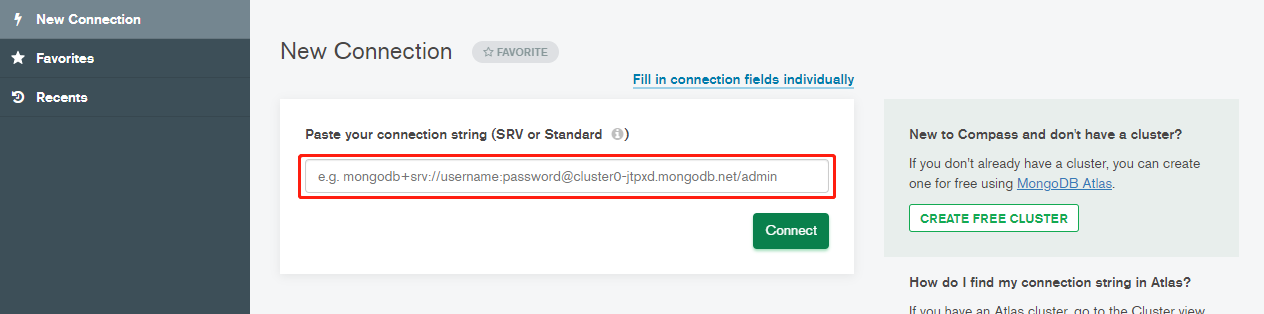 New Connection
Favorites
Recents
New Connection
FAVORITE
Fill in connection fields individually
Paste your connection string (SRV or Standard )
e.g. mongodb+srv://username:password@cluster0-jtpxd.mongodb.net/admin
Connect
New to Compass and don't have a cluster?
If you don't already have a cluster, you can create
one for free using MongoDB Atlas.
CREATE FREE CLUSTER
How do I find my connection string in Atlas?
If you have an Atlas cluster, go to the Cluster view.